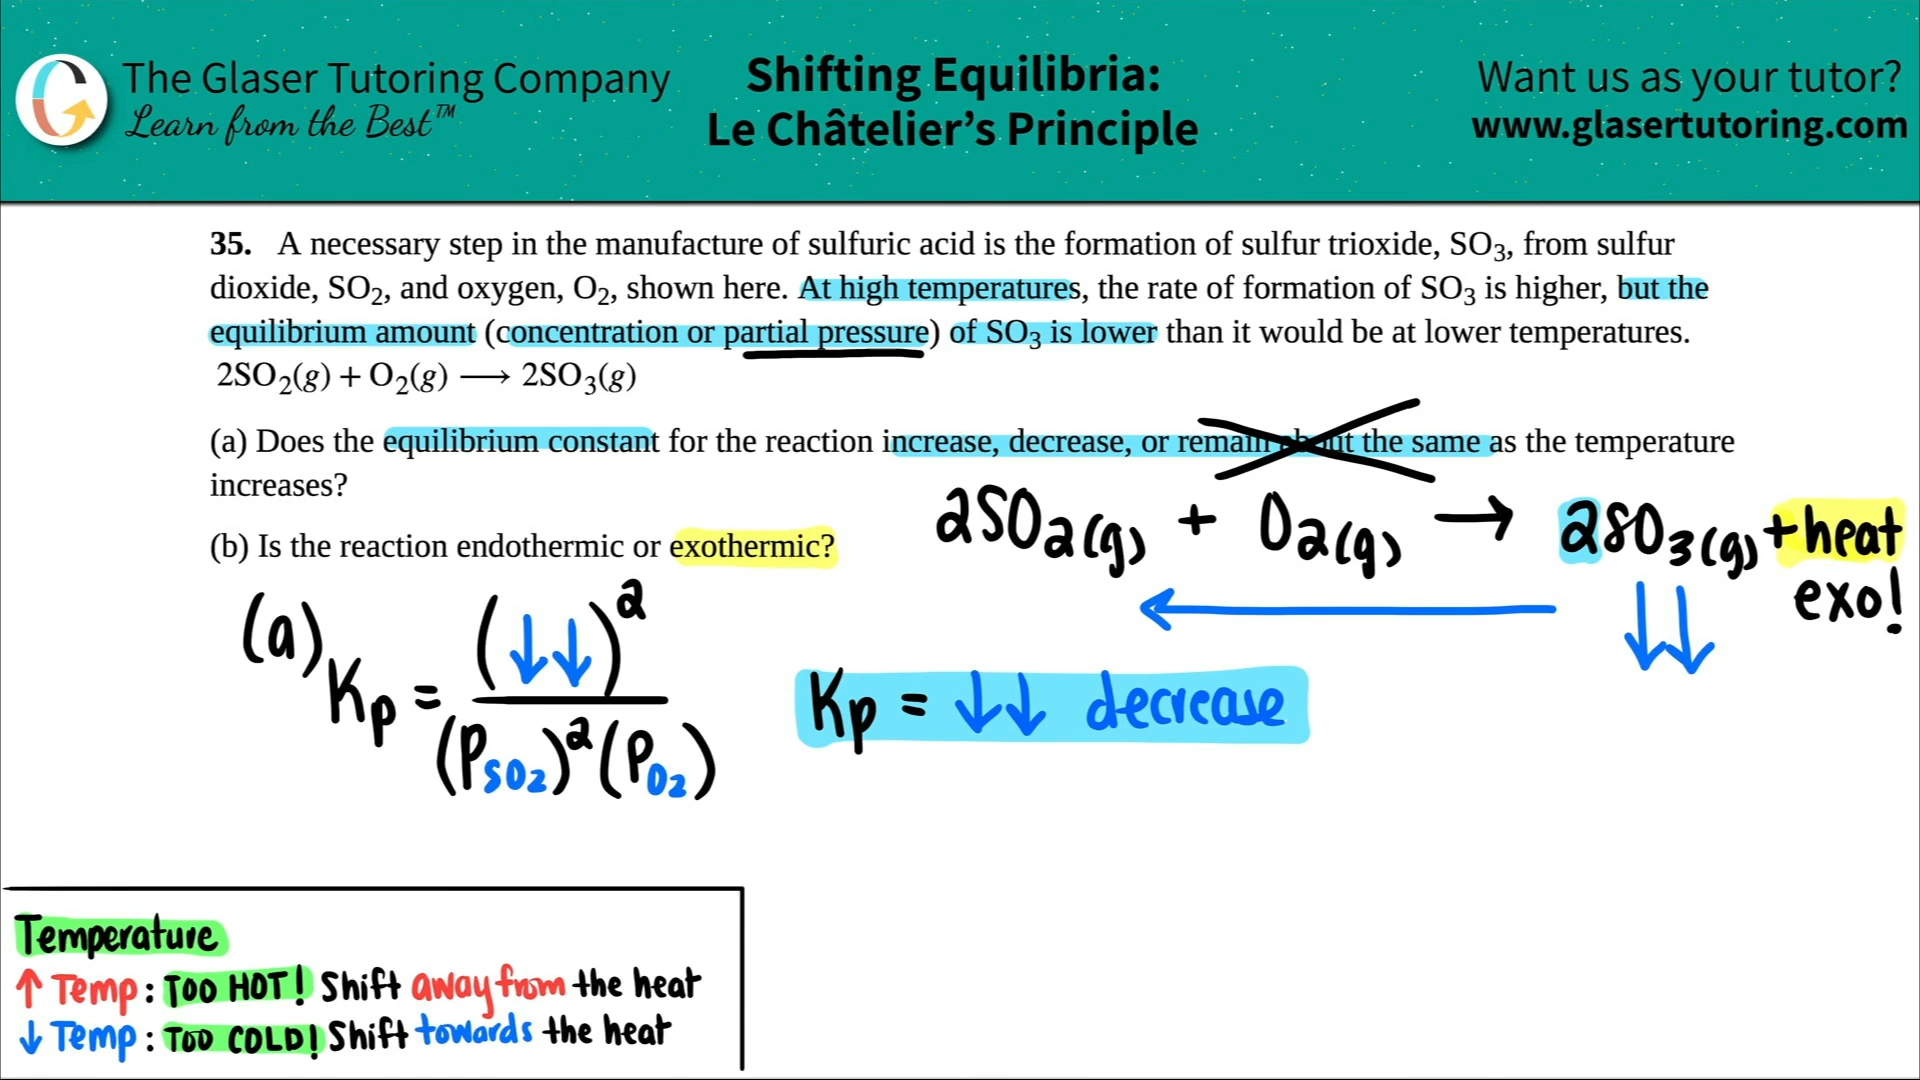 The Glaser Tutoring Company
Learn from the Best™
Shifting Equilibria:
Le Châtelier's Principle
Want us as your tutor?
www.glasertutoring.com
35. A necessary step in the manufacture of sulfuric acid is the formation of sulfur trioxide, SO₃, from sulfur
dioxide, SO₂, and oxygen, O₂, shown here. At high temperatures, the rate of formation of SO₃ is higher, but the
equilibrium amount (concentration or partial pressure) of SO₃ is lower than it would be at lower temperatures.
2SO₂(g) + O₂(g) ⟶ 2SO₃(g)
(a) Does the equilibrium constant for the reaction increase, decrease, or remain about the same as the temperature
increases?
2SO₂(g) + O₂(g) → 2SO₃(g) + heat
exo!
(b) Is the reaction endothermic or exothermic?
(a) Kp = (↓↓)² / (P_SO₂)² (P_O₂)
Kp = ↓↓ decrease
Temperature
↑ Temp: TOO HOT! Shift away from the heat
↓ Temp: TOO COLD! Shift towards the heat